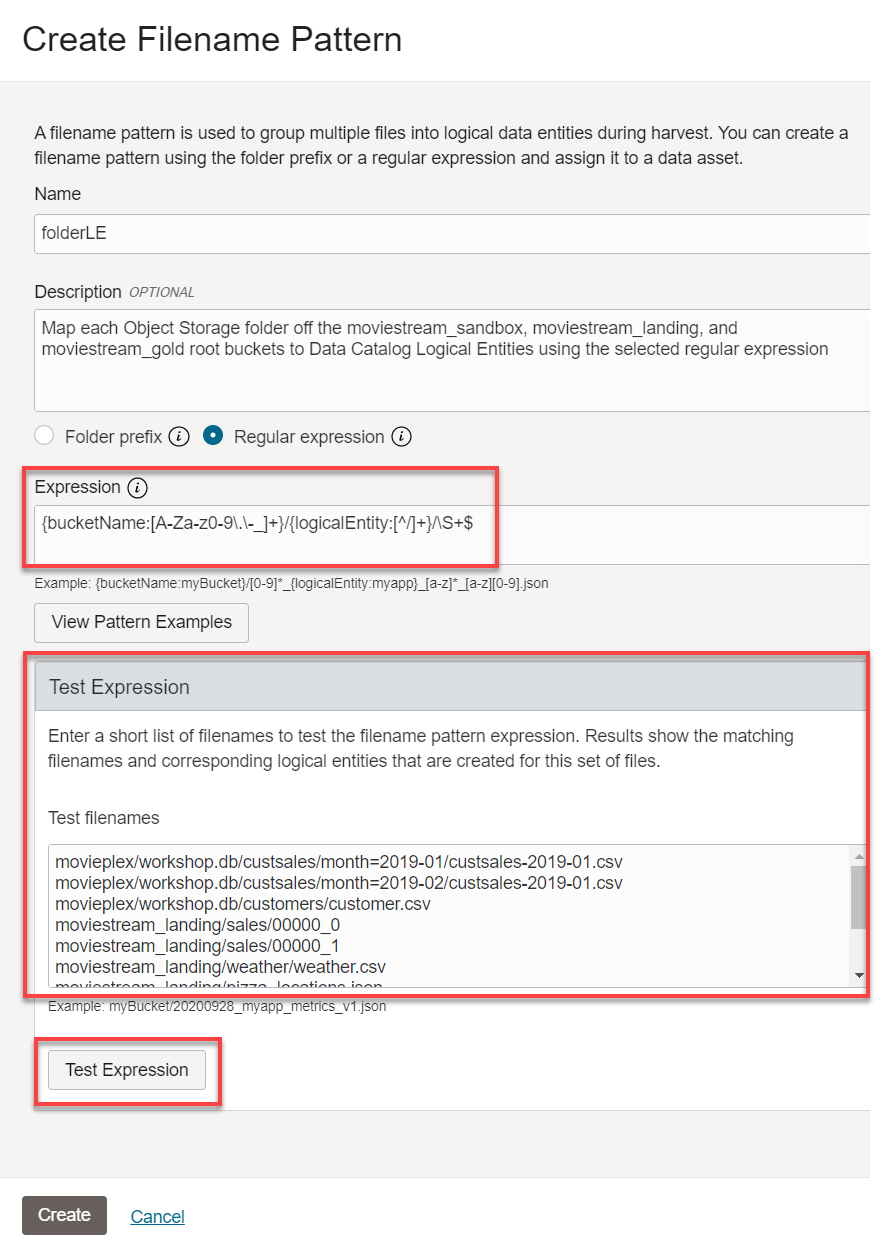 Create Filename Pattern
A filename pattern is used to group multiple files into logical data entities during harvest. You can create a
filename pattern using the folder prefix or a regular expression and assign it to a data asset.
Name
folderLE
Description OPTIONAL
Map each Object Storage folder off the moviestream_sandbox, moviestream_landing, and
moviestream_gold root buckets to Data Catalog Logical Entities using the selected regular expression
Folder prefix i Regular expression i
Expression i
{bucketName:[A-Za-z0-9\.\-_]+}/{logicalEntity:[^/]+}/\S+$
Example: {bucketName:myBucket}/[0-9]*_{logicalEntity:myapp}_[a-z]*_[a-z][0-9].json
View Pattern Examples
Test Expression
Enter a short list of filenames to test the filename pattern expression. Results show the matching
filenames and corresponding logical entities that are created for this set of files.
Test filenames
movieplex/workshop.db/custsales/month=2019-01/custsales-2019-01.csv
movieplex/workshop.db/custsales/month=2019-02/custsales-2019-01.csv
movieplex/workshop.db/customers/customer.csv
moviestream_landing/sales/00000_0
moviestream_landing/sales/00000_1
moviestream_landing/weather/weather.csv
moviestream_landing/pizza_locations.json
Example: myBucket/20200928_myapp_metrics_v1.json
Test Expression
Create Cancel